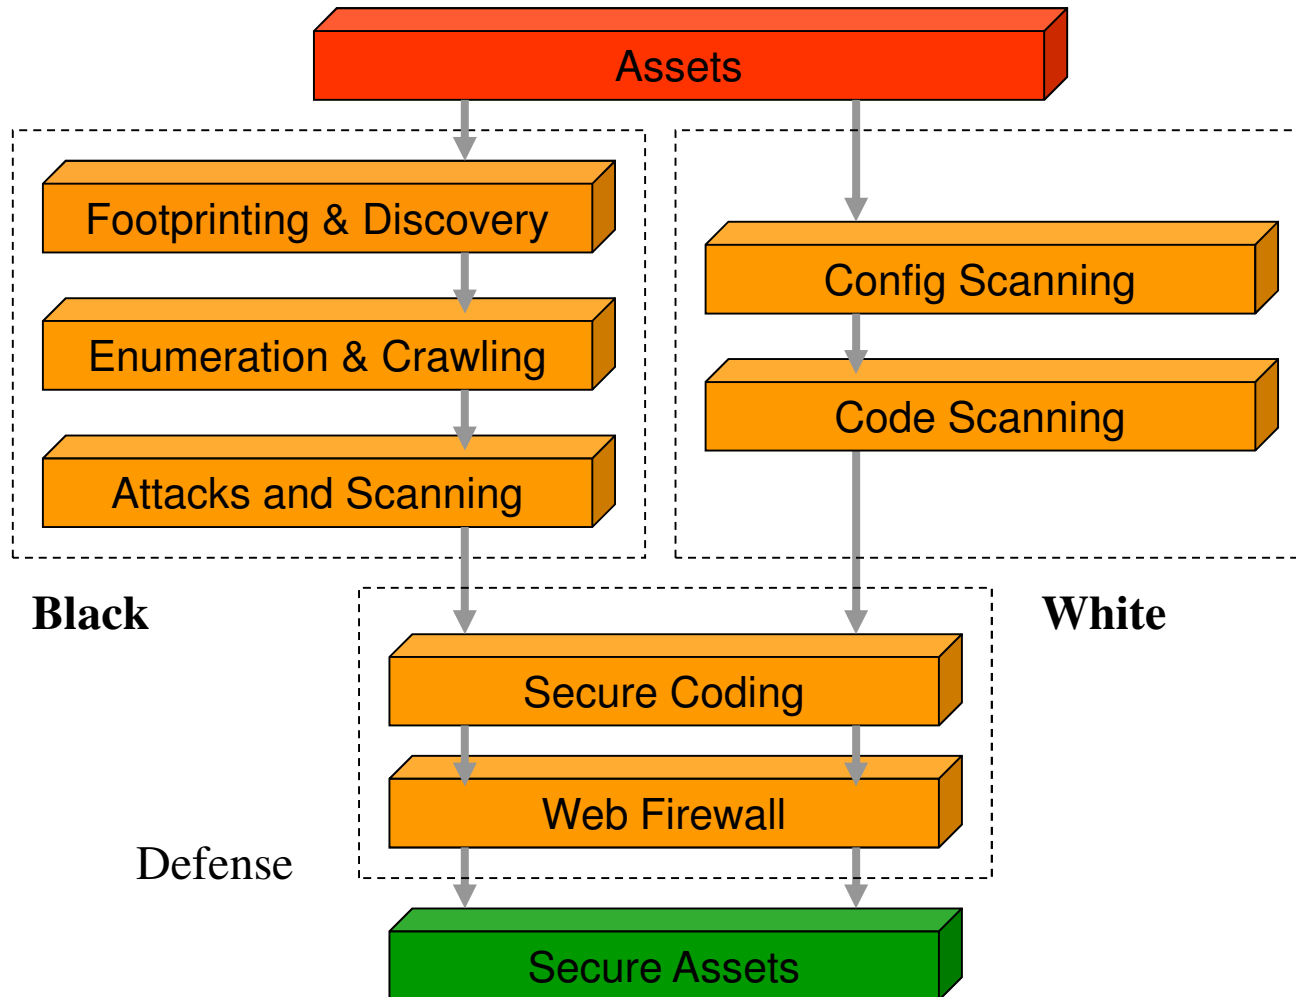 Assets
Footprinting & Discovery
Enumeration & Crawling
Attacks and Scanning
Config Scanning
Code Scanning
Black
White
Secure Coding
Web Firewall
Defense
Secure Assets